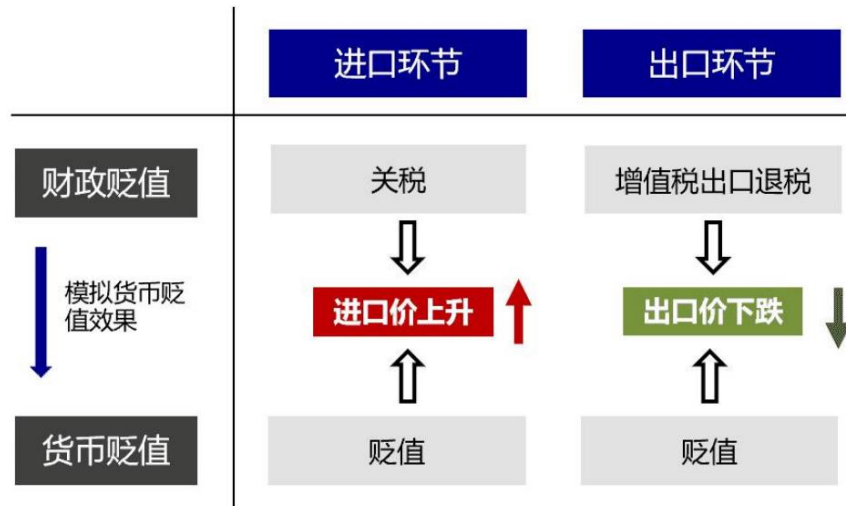 进口环节
出口环节
财政贬值
关税
增值税出口退税
模拟货币贬
值效果
进口价上升
出口价下跌
货币贬值
贬值
贬值